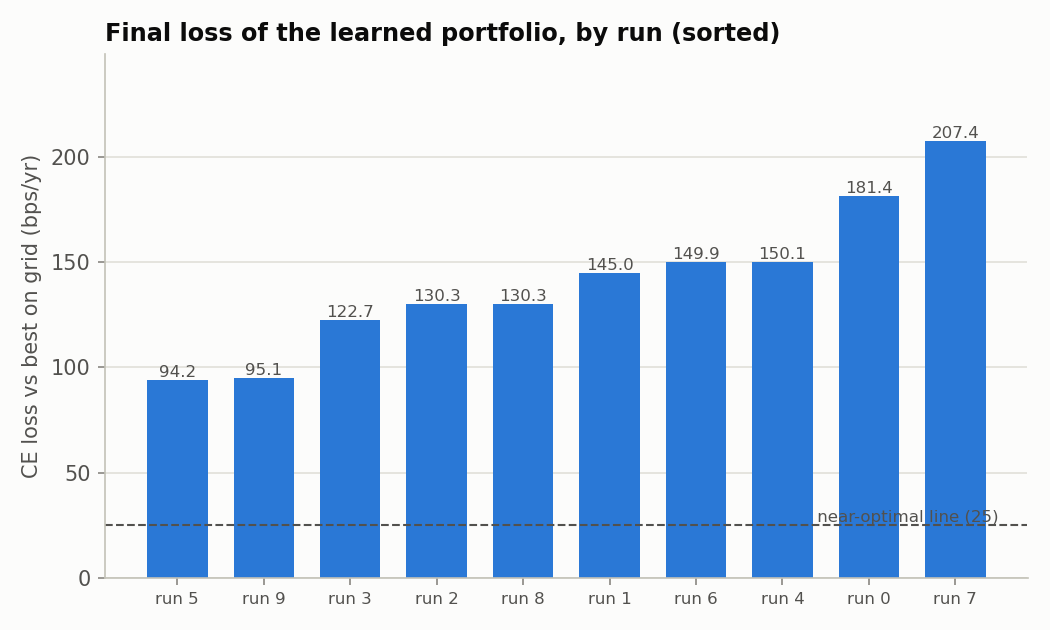 Final loss of the learned portfolio, by run (sorted)
CE loss vs best on grid (bps/yr)
200
150
100
50
0
94.2
95.1
122.7
130.3
130.3
145.0
149.9
150.1
181.4
207.4
near-optimal line (25)
run 5
run 9
run 3
run 2
run 8
run 1
run 6
run 4
run 0
run 7